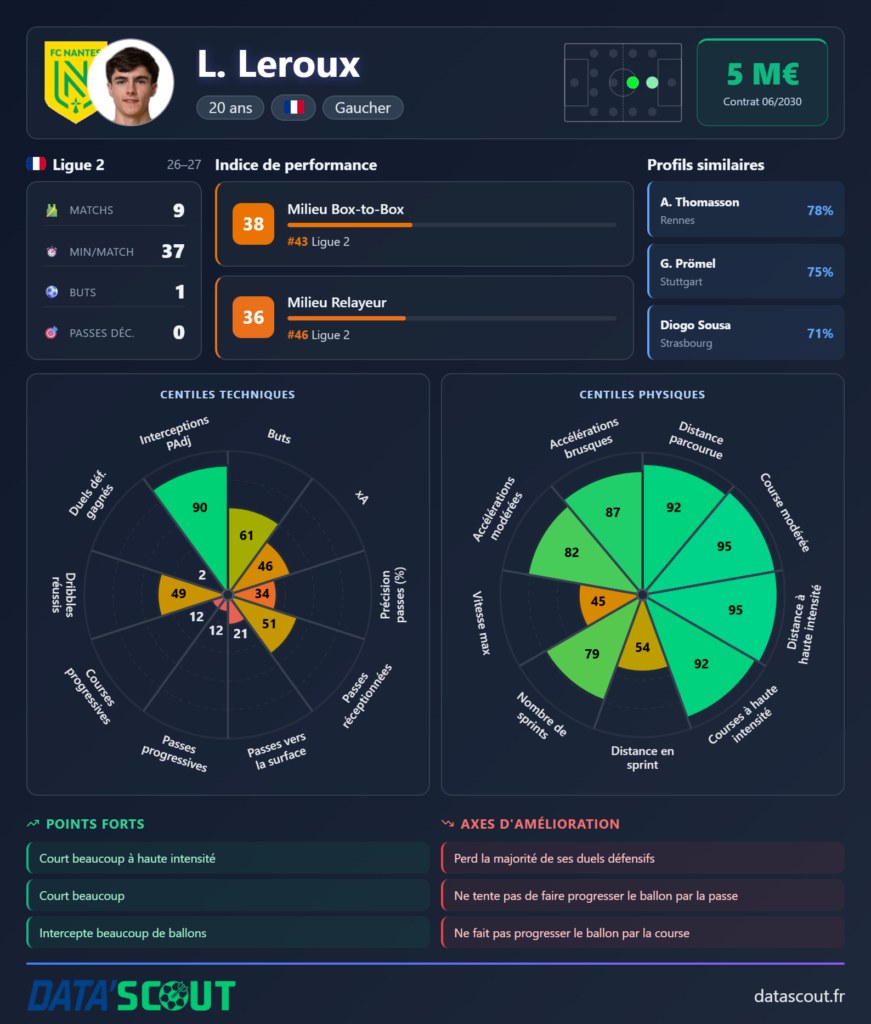 FC NANTES
L. Leroux
20 ans
Gaucher
5 M€
Contrat 06/2030
Ligue 2
26–27
MATCHS
9
MIN/MATCH
37
BUTS
1
PASSES DÉC.
0
Indice de performance
38
Milieu Box-to-Box
#43 Ligue 2
36
Milieu Relayeur
#46 Ligue 2
Profils similaires
A. Thomasson
Rennes
78%
G. Prömel
Stuttgart
75%
Diogo Sousa
Strasbourg
71%
CENTILES TECHNIQUES
Interceptions
PAdj
90
Buts
61
xA
46
Précision
passes (%)
34
Passes
réceptionnées
51
Passes vers
la surface
21
Passes
progressives
12
Courses
progressives
12
Dribbles
réussis
49
Duels déf.
gagnés
2
CENTILES PHYSIQUES
Distance
parcourue
92
Course modérée
95
Distance à
haute intensité
95
Courses à haute
intensité
92
Distance en
sprint
54
Nombre de
sprints
79
Vitesse max
45
Accélérations
modérées
82
Accélérations
brusques
87
POINTS FORTS
Court beaucoup à haute intensité
Court beaucoup
Intercepte beaucoup de ballons
AXES D'AMÉLIORATION
Perd la majorité de ses duels défensifs
Ne tente pas de faire progresser le ballon par la passe
Ne fait pas progresser le ballon par la course
DATA'SCOUT
datascout.fr